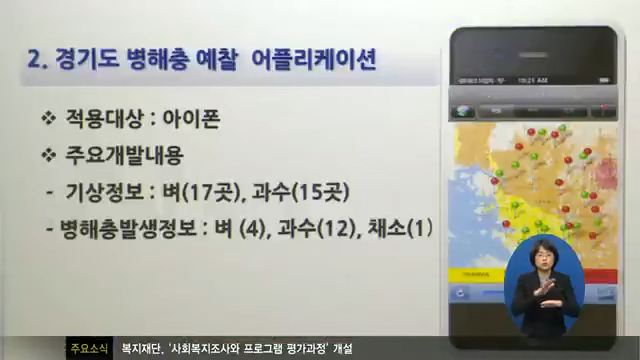 2. 경기도 병해충 예찰 어플리케이션
❖ 적용대상 : 아이폰
❖ 주요개발내용
- 기상정보 : 벼(17곳), 과수(15곳)
- 병해충발생정보 : 벼 (4), 과수(12), 채소(1)
10:21 AM
주요소식 복지재단, '사회복지조사와 프로그램 평가과정' 개설